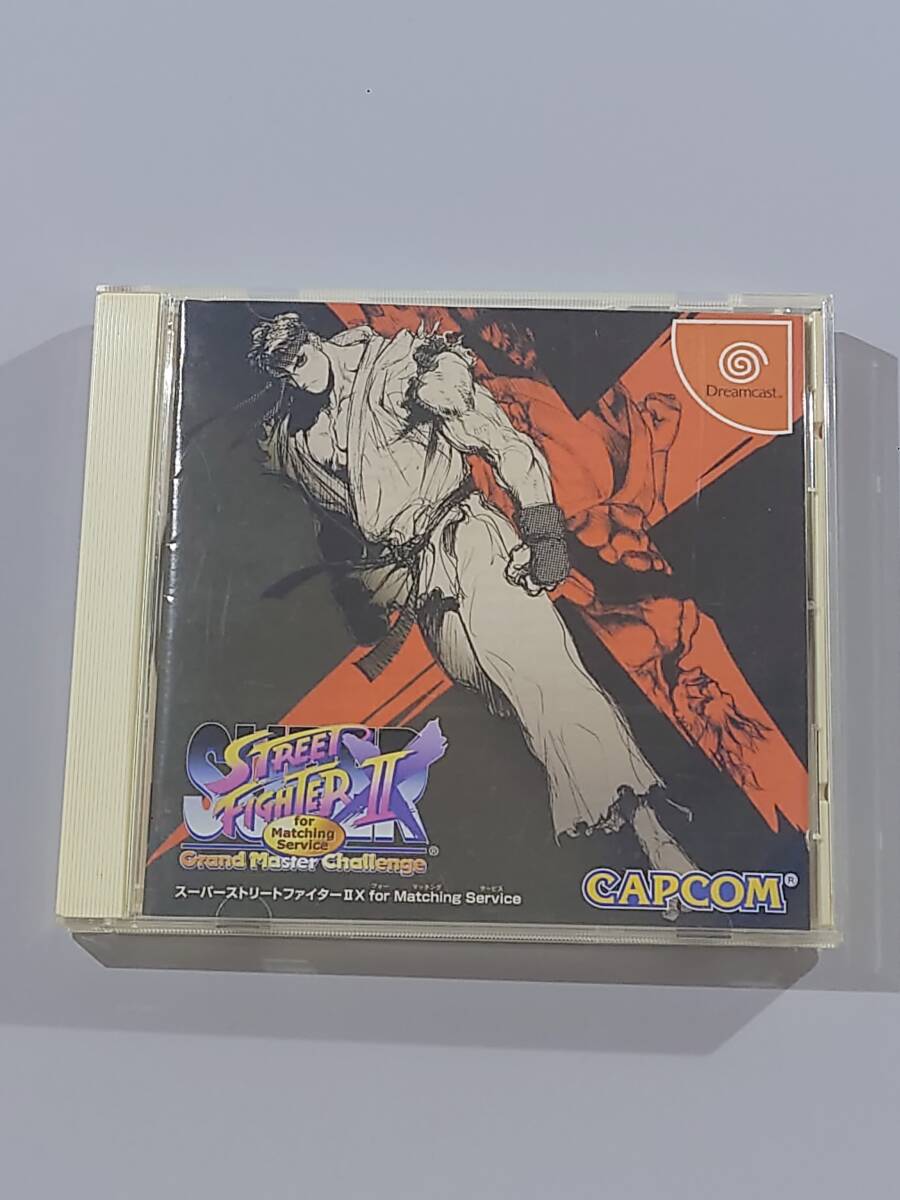 Dreamcast™
SUPER
STREET
FIGHTER II X
for
Matching
Service
®
Grand Master Challenge
フォー マッチング サービス
スーパーストリートファイターⅡX for Matching Service
CAPCOM®